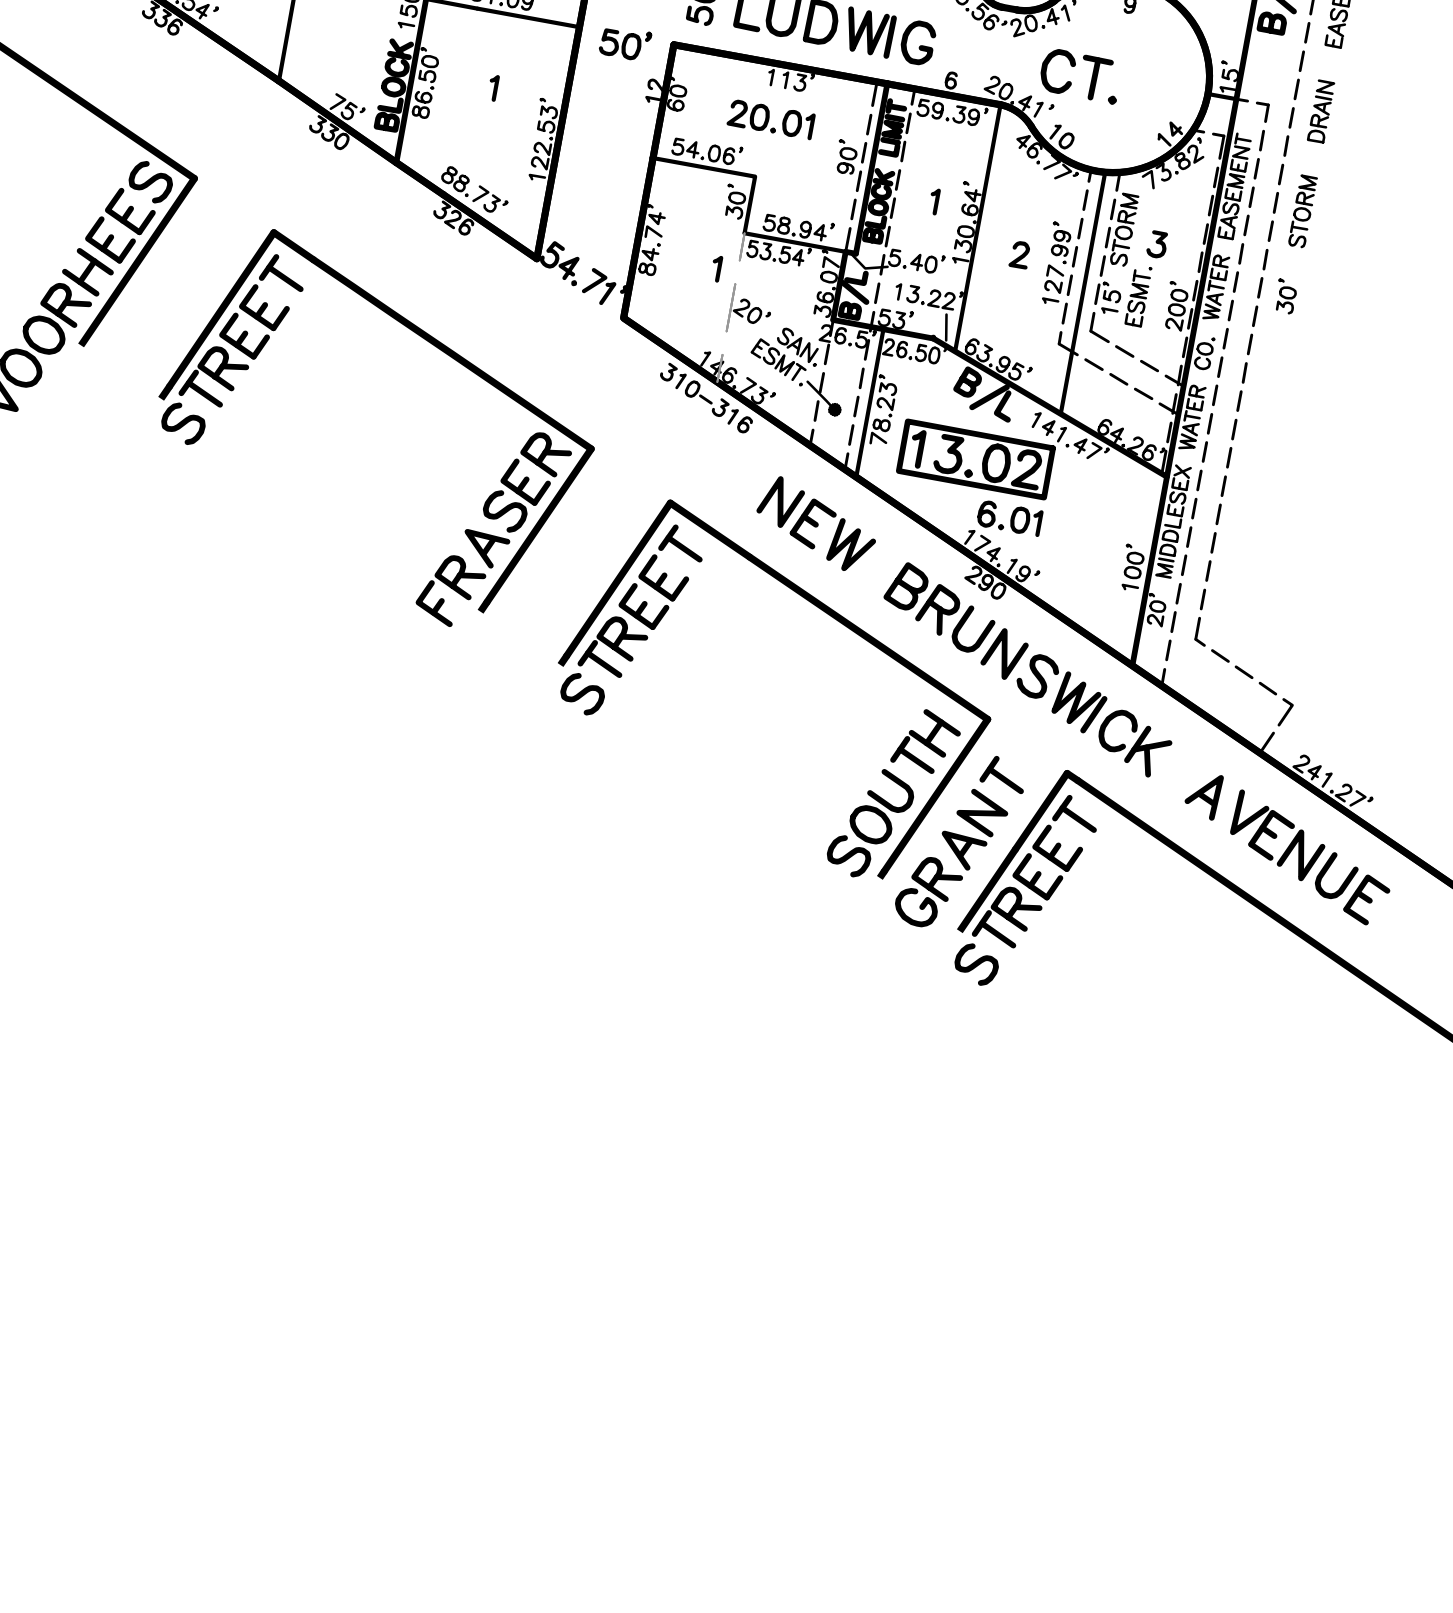 336
75'
330
BLOCK
86.50'
1
122.53'
88.73'
326
50'
54.71'
LUDWIG
CT.
20.41'
9
15'
12
60'
113'
20.01
54.06'
30'
90'
58.94'
53.54'
84.74'
1
36.07'
B/L
BLOCK LIMIT
6
59.39'
20.41'
10
46.77'
14
73.82'
1
130.64'
2
127.99'
3
15' STORM
ESMT.
200'
5.40'
13.22'
53'
26.5'
26.50'
63.95'
B/L
141.47'
64.26'
20' SAN.
ESMT.
146.73'
310-316
78.23'
13.02
6.01
174.19'
290
100'
20' MIDDLESEX WATER CO. WATER EASEMENT
30' STORM DRAIN
241.27'
NEW BRUNSWICK AVENUE
VOORHEES
STREET
FRASER
STREET
SOUTH
GRANT
STREET